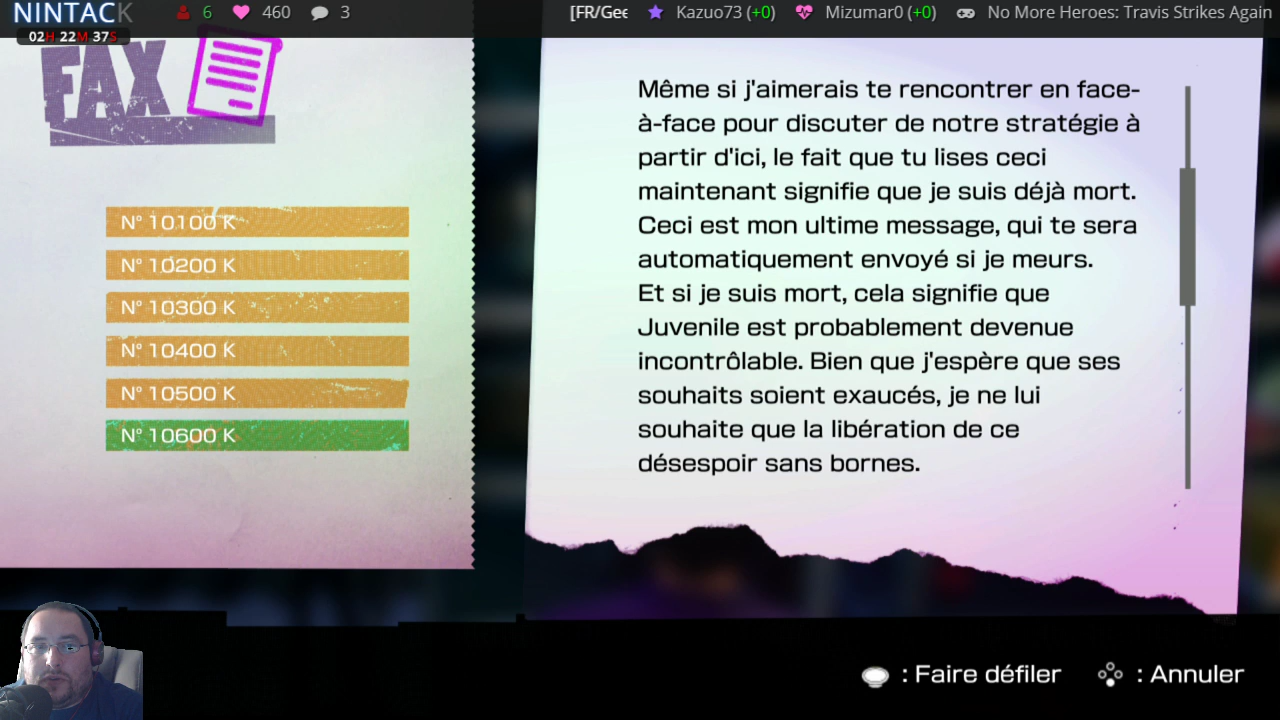 NINTACK 6 460 3 [FR/Gee Kazuo73 (+0) Mizumar0 (+0) No More Heroes: Travis Strikes Again
02H 22M 37S
FAX
N° 10100 K
N° 10200 K
N° 10300 K
N° 10400 K
N° 10500 K
N° 10600 K
Même si j'aimerais te rencontrer en face-
à-face pour discuter de notre stratégie à
partir d'ici, le fait que tu lises ceci
maintenant signifie que je suis déjà mort.
Ceci est mon ultime message, qui te sera
automatiquement envoyé si je meurs.
Et si je suis mort, cela signifie que
Juvenile est probablement devenue
incontrôlable. Bien que j'espère que ses
souhaits soient exaucés, je ne lui
souhaite que la libération de ce
désespoir sans bornes.
: Faire défiler : Annuler